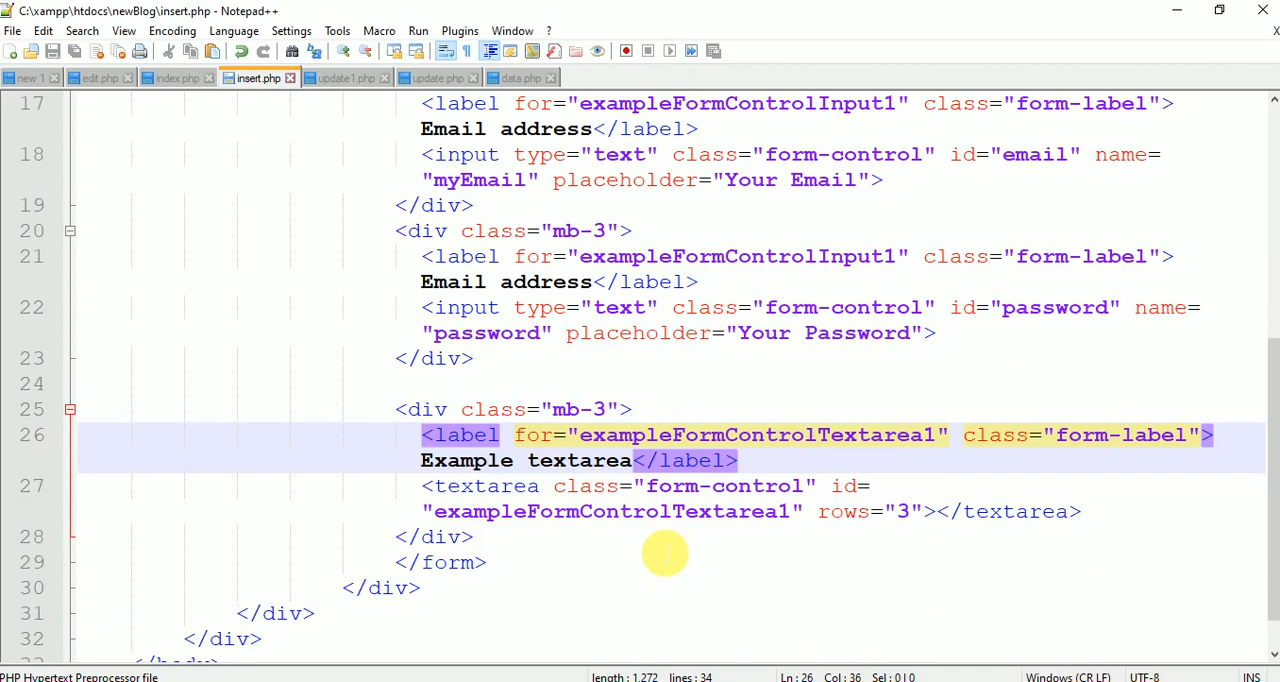 C:\xampp\htdocs\newBlog\insert.php - Notepad++
File Edit Search View Encoding Language Settings Tools Macro Run Plugins Window ? X
new 1 edit.php index.php insert.php update1.php update.php data.php
17 <label for="exampleFormControlInput1" class="form-label">
Email address</label>
18 <input type="text" class="form-control" id="email" name=
"myEmail" placeholder="Your Email">
19 </div>
20 <div class="mb-3">
21 <label for="exampleFormControlInput1" class="form-label">
Email address</label>
22 <input type="text" class="form-control" id="password" name=
"password" placeholder="Your Password">
23 </div>
24
25 <div class="mb-3">
26 <label for="exampleFormControlTextarea1" class="form-label">
Example textarea</label>
27 <textarea class="form-control" id=
"exampleFormControlTextarea1" rows="3"></textarea>
28 </div>
29 </form>
30 </div>
31 </div>
32 </div>
33 </body>
PHP Hypertext Preprocessor file length : 1,272 lines : 34 Ln : 26 Col : 36 Sel : 0 | 0 Windows (CR LF) UTF-8 INS